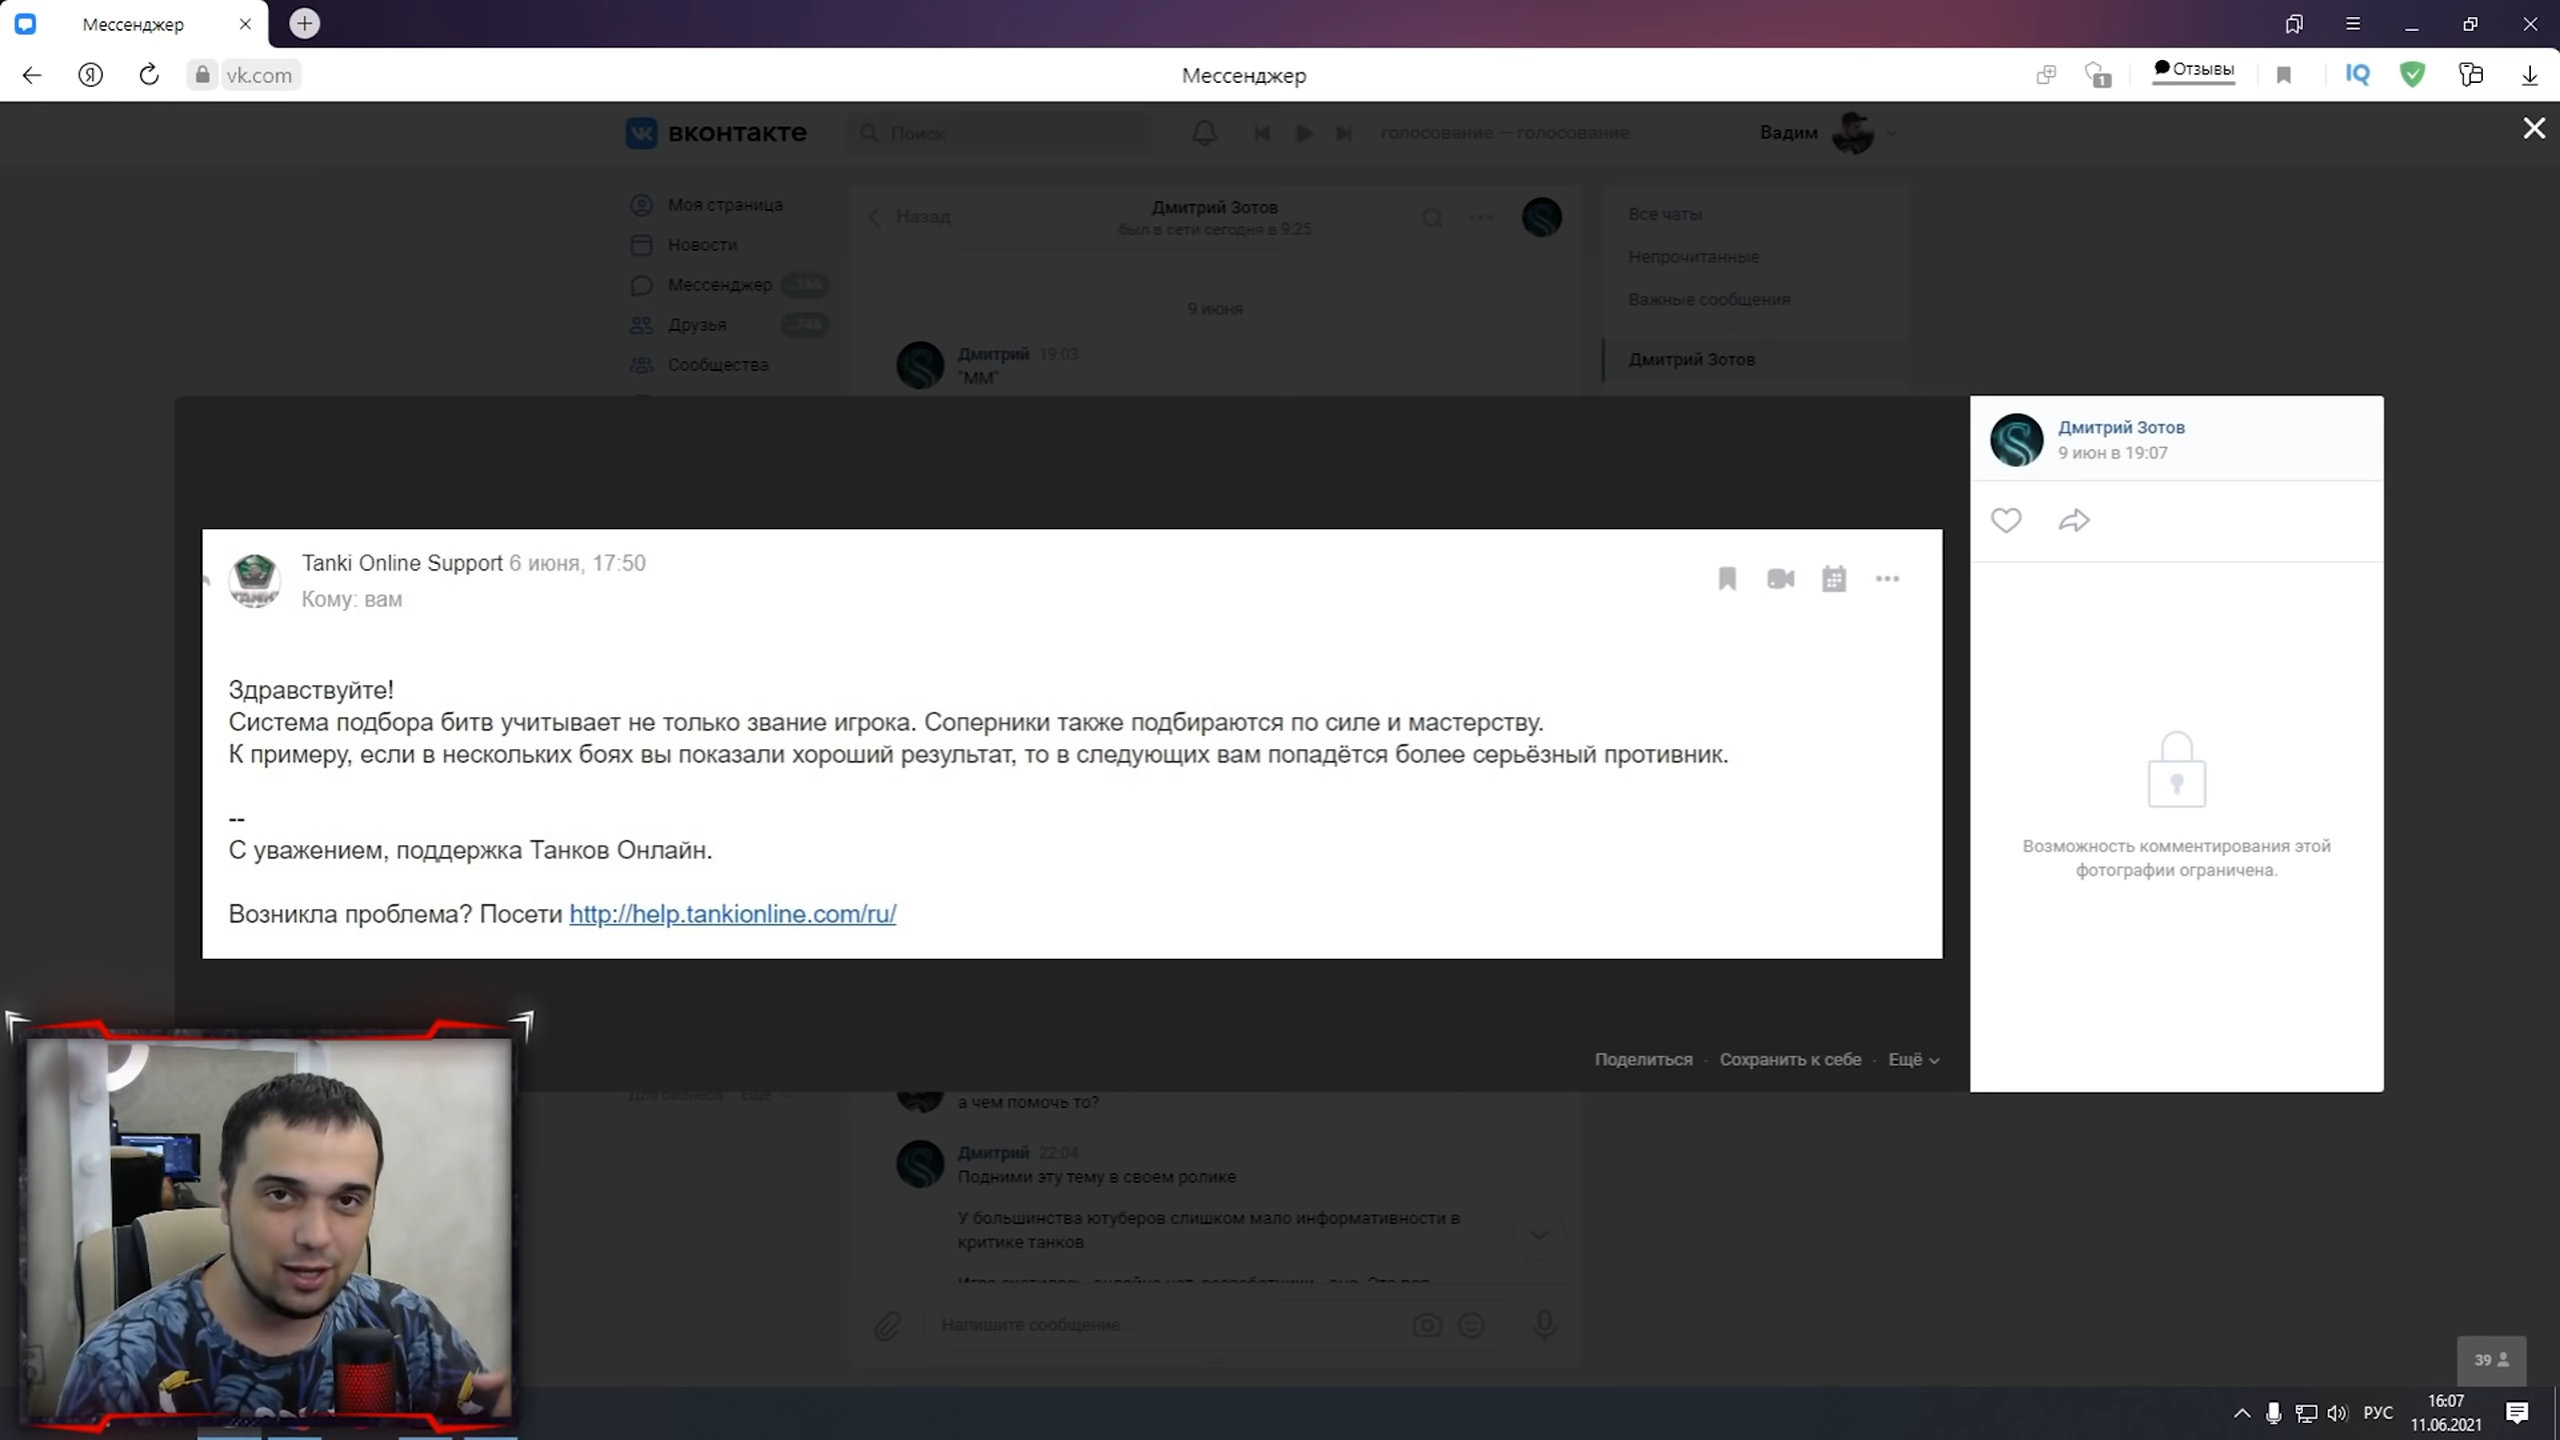 Мессенджер
vk.com
Мессенджер
1
Отзывы
IQ
вконтакте
Поиск
голосование – голосование
Вадим
Моя страница
Новости
Мессенджер
Друзья
Сообщества
Назад
Дмитрий Зотов
был в сети сегодня в 9:25
Все чаты
Непрочитанные
Важные сообщения
Дмитрий Зотов
9 июня
Дмитрий 19:03
"ММ"
Дмитрий Зотов
9 июн в 19:07
Tanki Online Support 6 июня, 17:50
Кому: вам
Здравствуйте!
Система подбора битв учитывает не только звание игрока. Соперники также подбираются по силе и мастерству.
К примеру, если в нескольких боях вы показали хороший результат, то в следующих вам попадётся более серьёзный противник.
--
С уважением, поддержка Танков Онлайн.
Возникла проблема? Посети http://help.tankionline.com/ru/
Возможность комментирования этой
фотографии ограничена.
Поделиться · Сохранить к себе · Ещё
Для бизнеса Ещё
а чем помочь то?
Дмитрий 22:04
Подними эту тему в своем ролике
У большинства ютуберов слишком мало информативности в
критике танков
Напишите сообщение...
39
РУС
16:07
11.06.2021